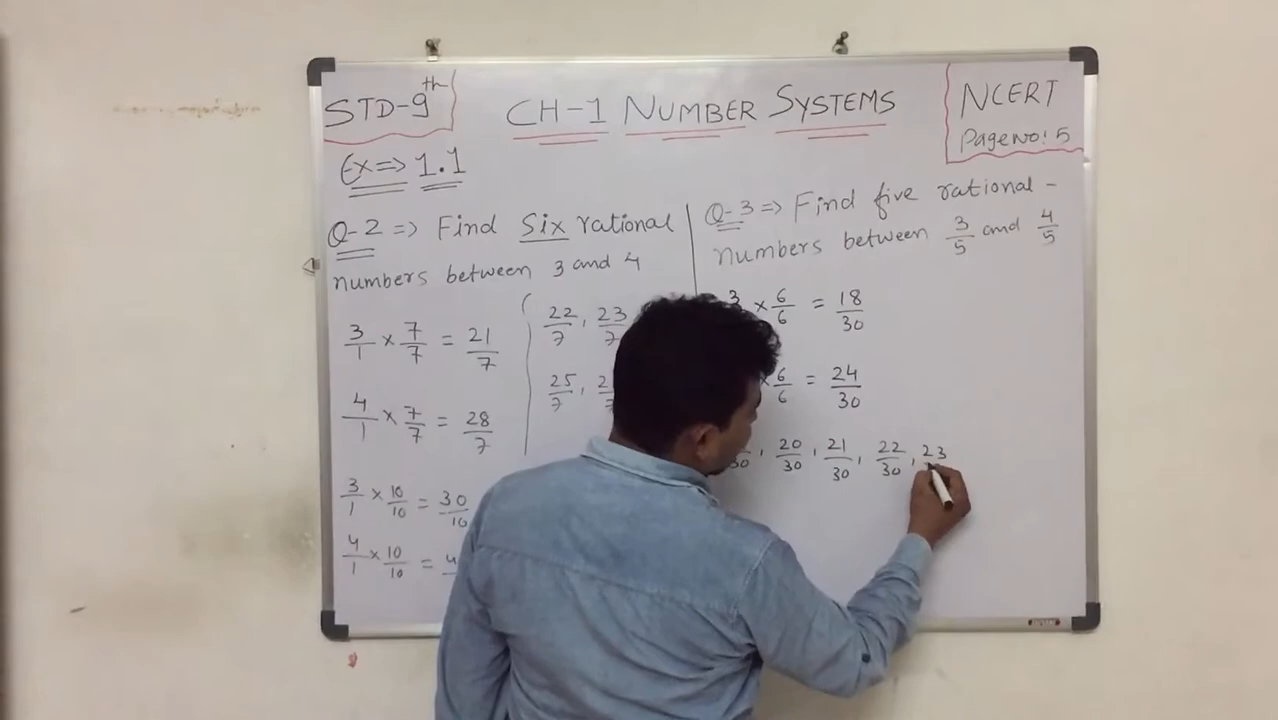 STD-9th
CH-1 NUMBER SYSTEMS
NCERT
Page no: 5
Ex => 1.1
Q-2 => Find Six rational
numbers between 3 and 4
3/1 × 7/7 = 21/7
4/1 × 7/7 = 28/7
3/1 × 10/10 = 30/10
4/1 × 10/10 =
22/7, 23/7
25/7,
Q-3 => Find five rational -
numbers between 3/5 and 4/5
3 × 6/6 = 18/30
× 6/6 = 24/30
30, 20/30, 21/30, 22/30, 23